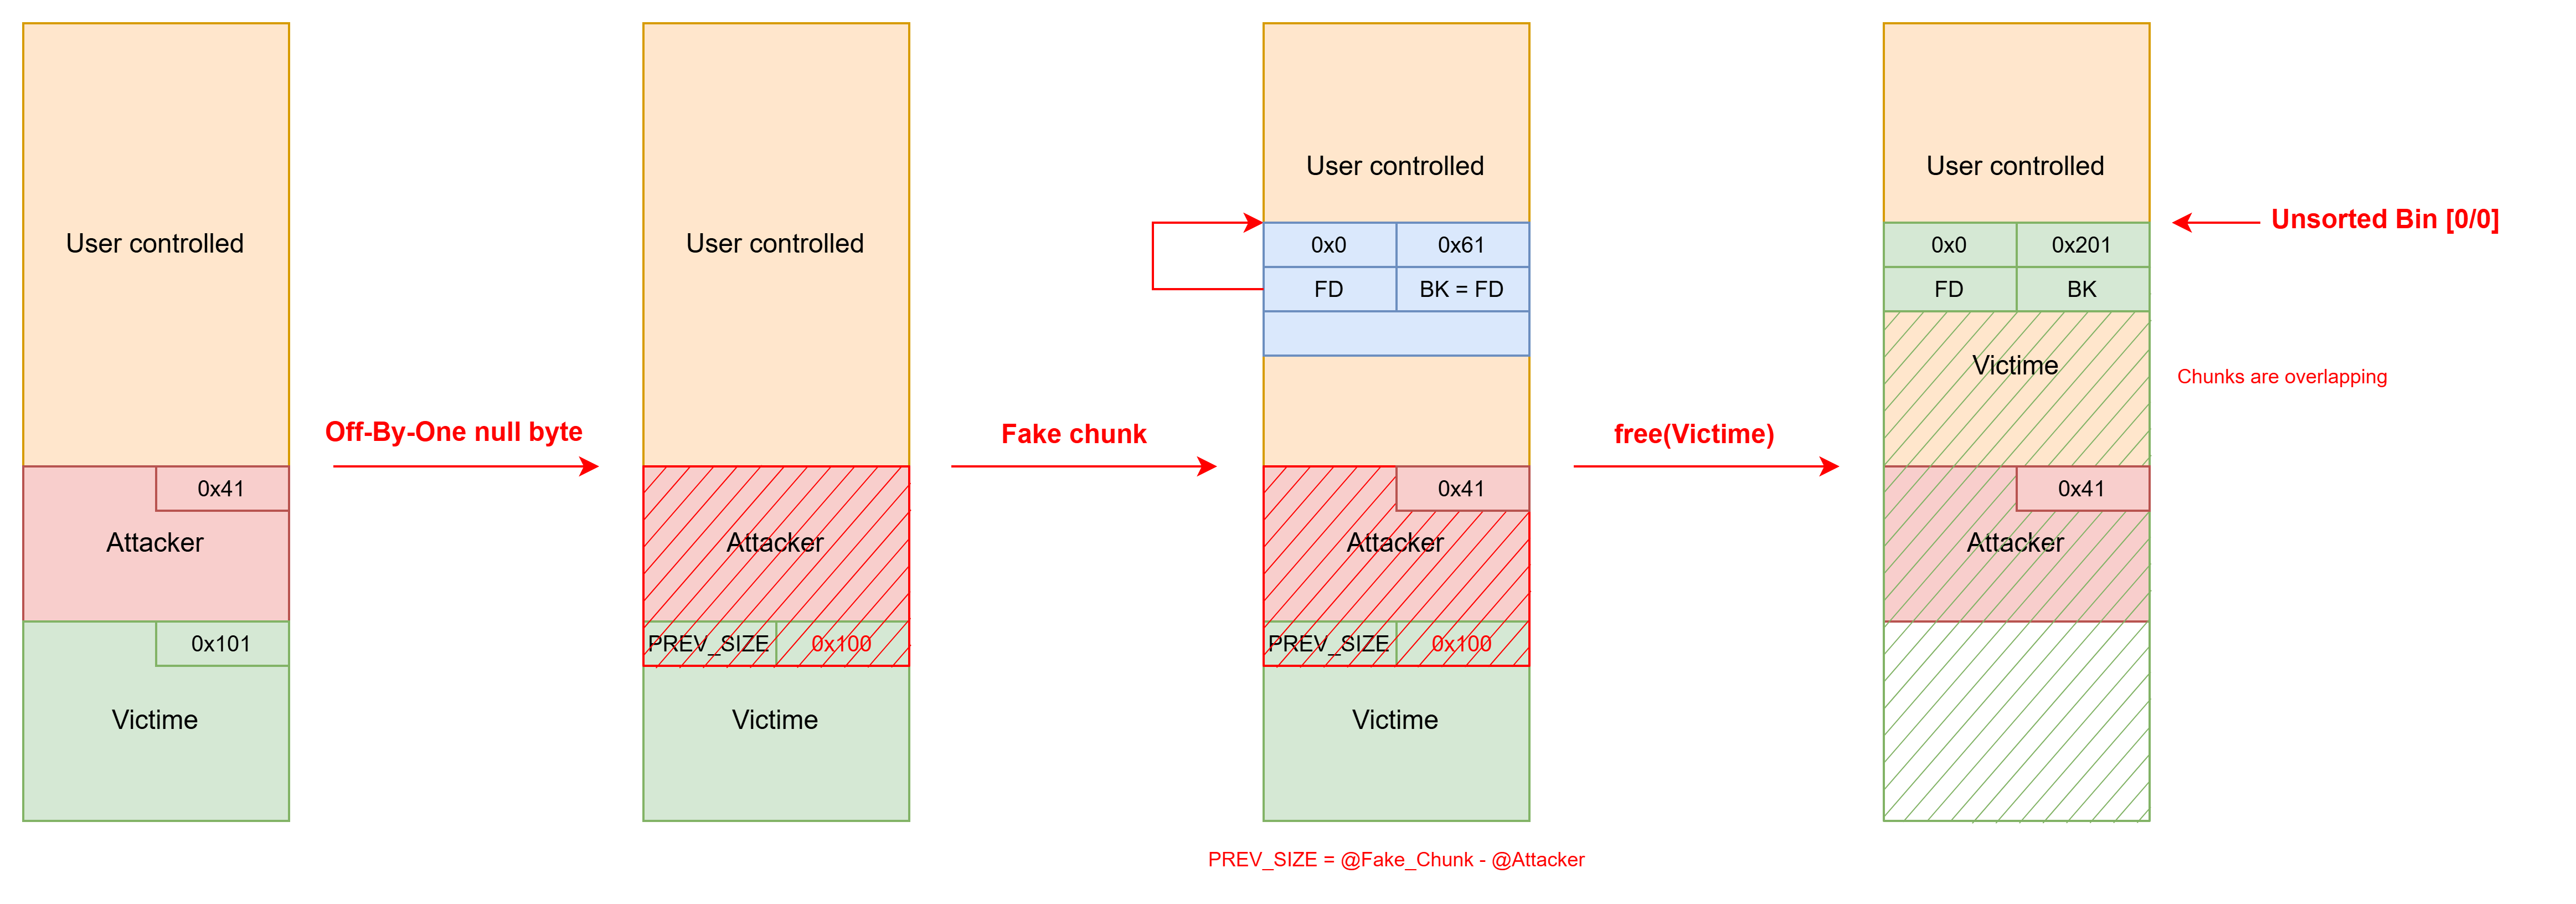 User controlled
0x41
Attacker
0x101
Victime
Off-By-One null byte
User controlled
Attacker
PREV_SIZE
0x100
Victime
Fake chunk
User controlled
0x0
0x61
FD
BK = FD
0x41
Attacker
PREV_SIZE
0x100
Victime
PREV_SIZE = @Fake_Chunk - @Attacker
free(Victime)
User controlled
0x0
0x201
FD
BK
Victime
0x41
Attacker
Unsorted Bin [0/0]
Chunks are overlapping